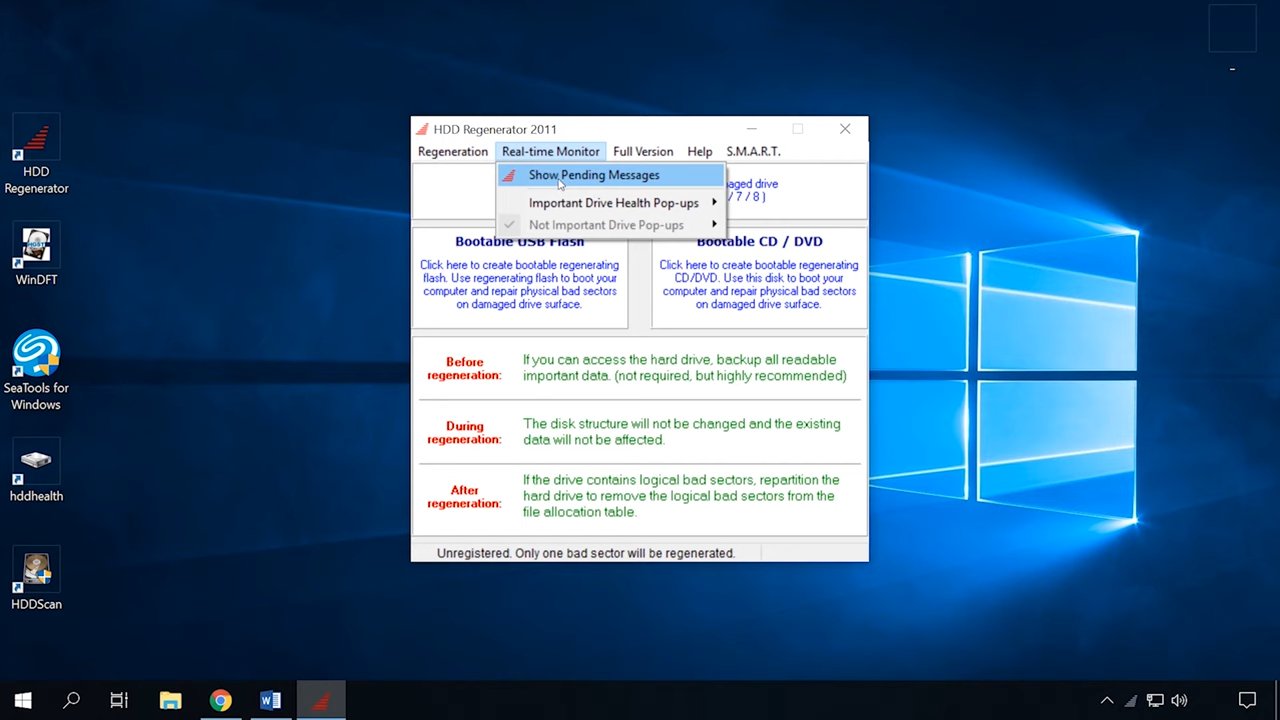 HDD Regenerator 2011
Regeneration Real-time Monitor Full Version Help S.M.A.R.T.
Show Pending Messages
Important Drive Health Pop-ups
Not Important Drive Pop-ups
aged drive
/ 7 / 8 )
Bootable USB Flash
Click here to create bootable regenerating
flash. Use regenerating flash to boot your
computer and repair physical bad sectors
on damaged drive surface.
Bootable CD / DVD
Click here to create bootable regenerating
CD/DVD. Use this disk to boot your
computer and repair physical bad
sectors on damaged drive surface.
Before
regeneration:
If you can access the hard drive, backup all readable
important data. (not required, but highly recommended)
During
regeneration:
The disk structure will not be changed and the existing
data will not be affected.
After
regeneration:
If the drive contains logical bad sectors, repartition the
hard drive to remove the logical bad sectors from the
file allocation table.
Unregistered. Only one bad sector will be regenerated.
HDD
Regenerator
WinDFT
SeaTools for
Windows
hddhealth
HDDScan